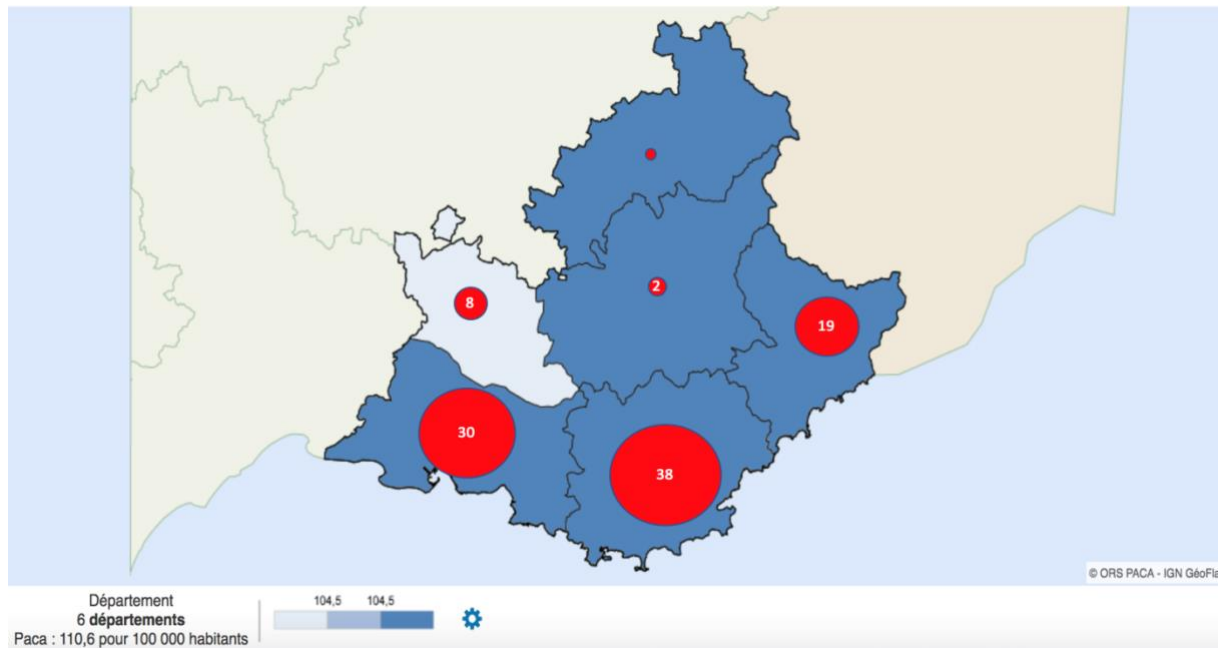 8
2
19
30
38
© ORS PACA - IGN GéoFla
Département
6 départements
Paca : 110,6 pour 100 000 habitants
104,5 104,5